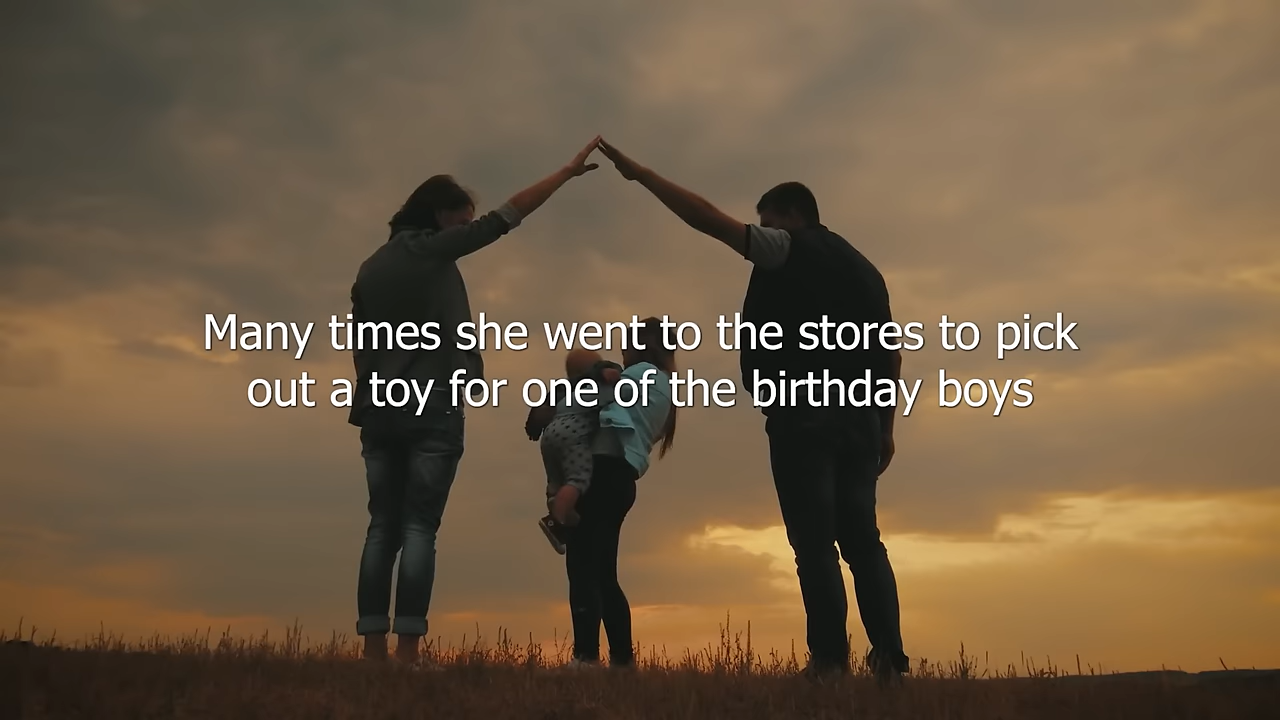 Many times she went to the stores to pick
out a toy for one of the birthday boys